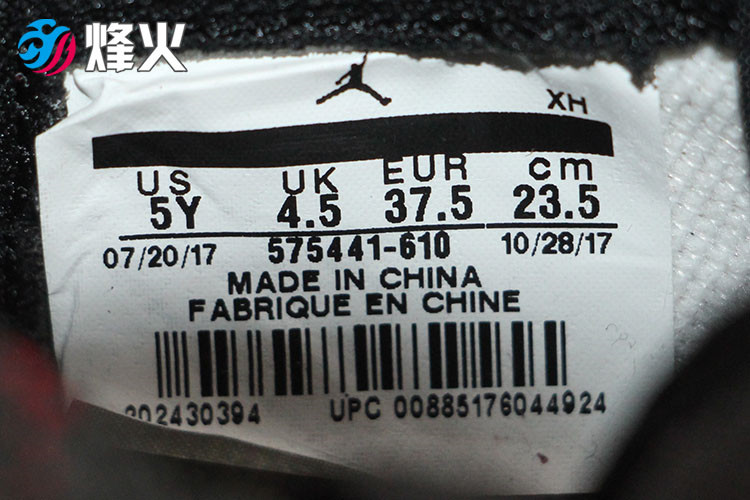 烽火
XH
US UK EUR cm
5Y 4.5 37.5 23.5
07/20/17 575441-610 10/28/17
MADE IN CHINA
FABRIQUE EN CHINE
202430394 UPC 00885176044924